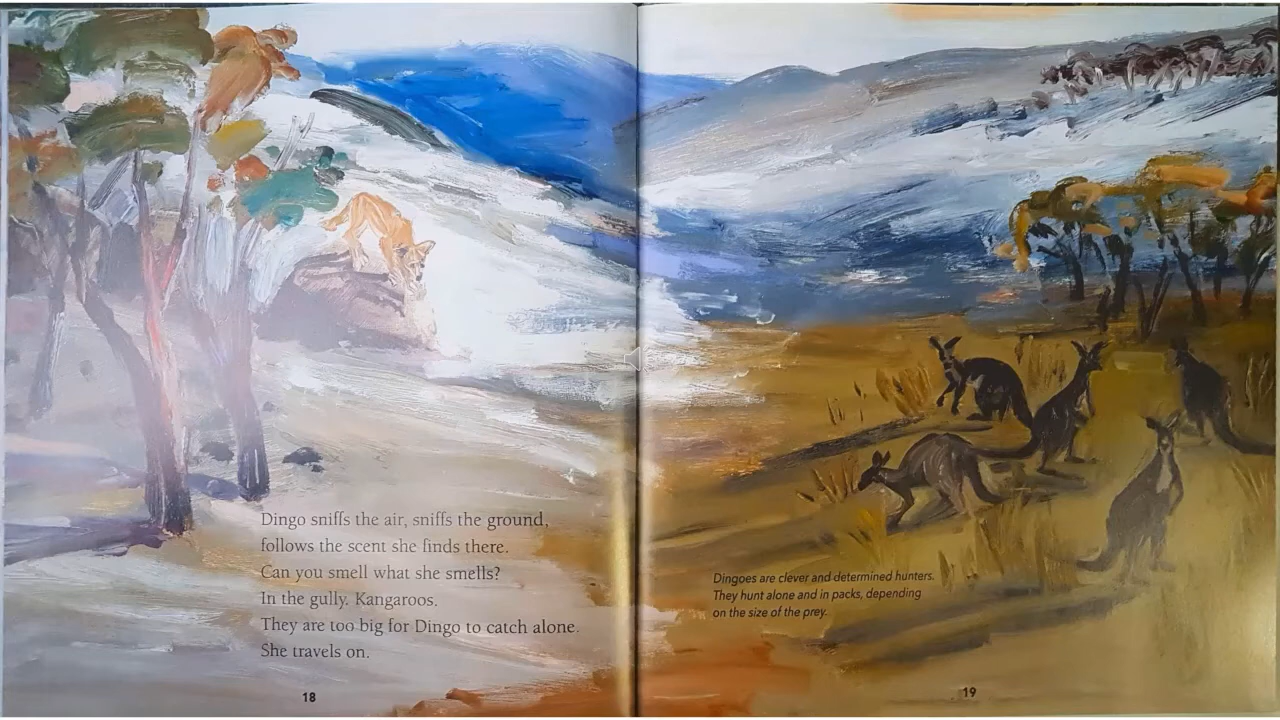 Dingo sniffs the air, sniffs the ground,
follows the scent she finds there.
Can you smell what she smells?
In the gully. Kangaroos.
They are too big for Dingo to catch alone.
She travels on.
18
Dingoes are clever and determined hunters.
They hunt alone and in packs, depending
on the size of the prey.
19